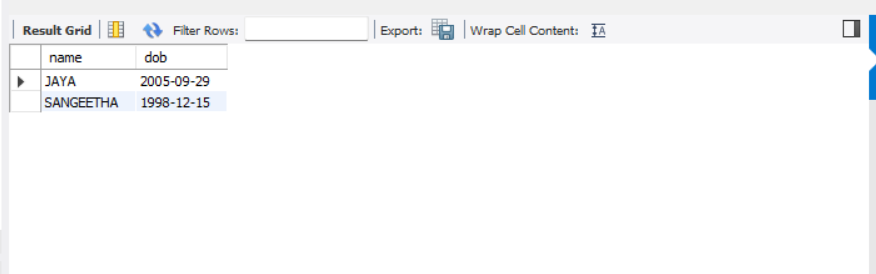 Result Grid Filter Rows: Export: Wrap Cell Content:
name dob
JAYA 2005-09-29
SANGEETHA 1998-12-15